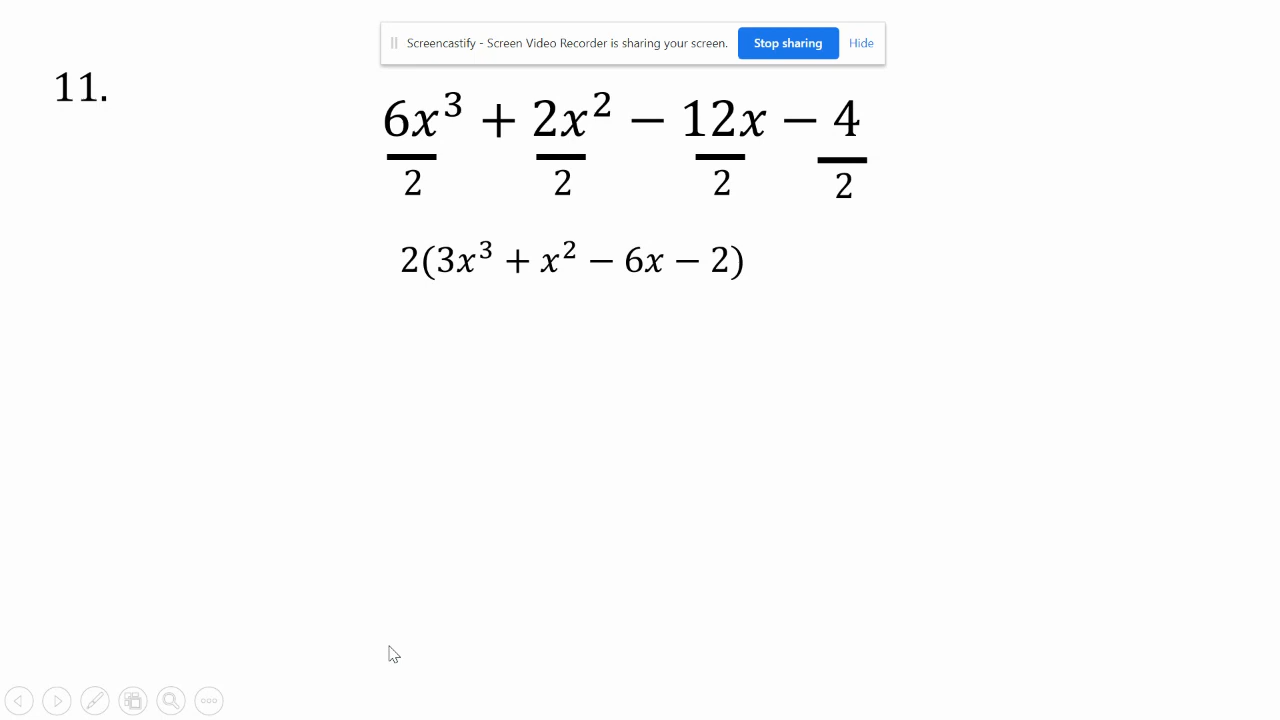 Screencastify - Screen Video Recorder is sharing your screen. Stop sharing Hide
11.
6x³ + 2x² − 12x − 4
2 2 2 2
2(3x³ + x² − 6x − 2)